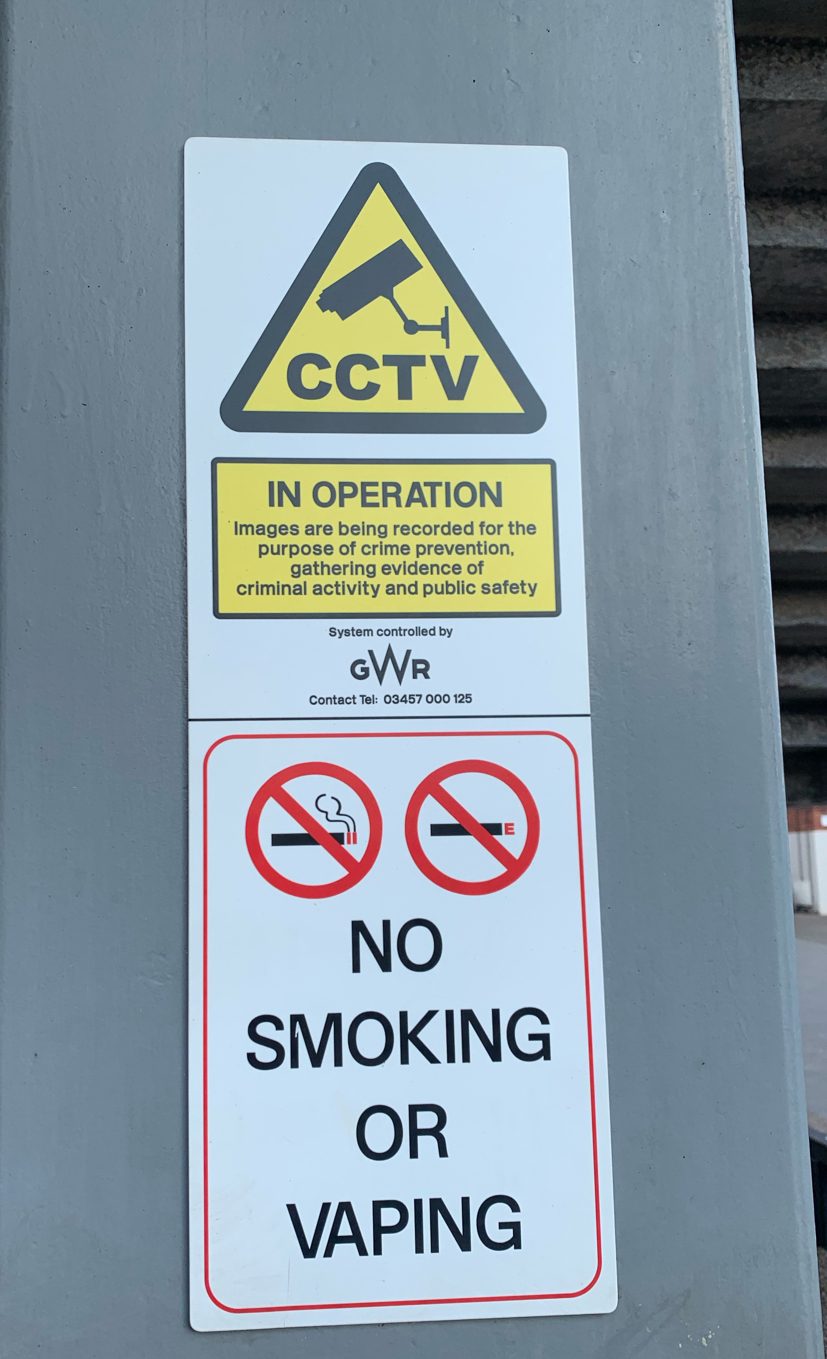 CCTV
IN OPERATION
Images are being recorded for the
purpose of crime prevention,
gathering evidence of
criminal activity and public safety
System controlled by
GWR
Contact Tel: 03457 000 125
E
NO
SMOKING
OR
VAPING